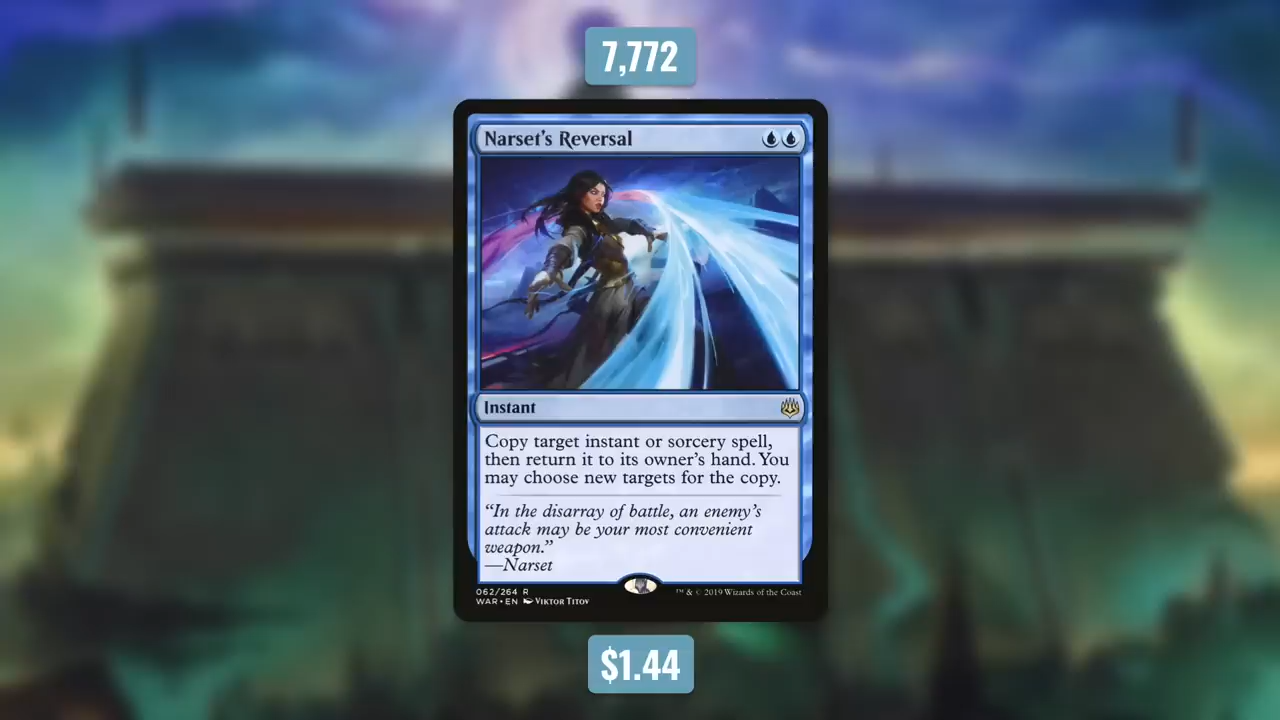 7,772
Narset's Reversal
Instant
Copy target instant or sorcery spell,
then return it to its owner's hand. You
may choose new targets for the copy.
"In the disarray of battle, an enemy's
attack may be your most convenient
weapon."
—Narset
062/264 R
WAR • EN Viktor Titov
™ & © 2019 Wizards of the Coast
$1.44